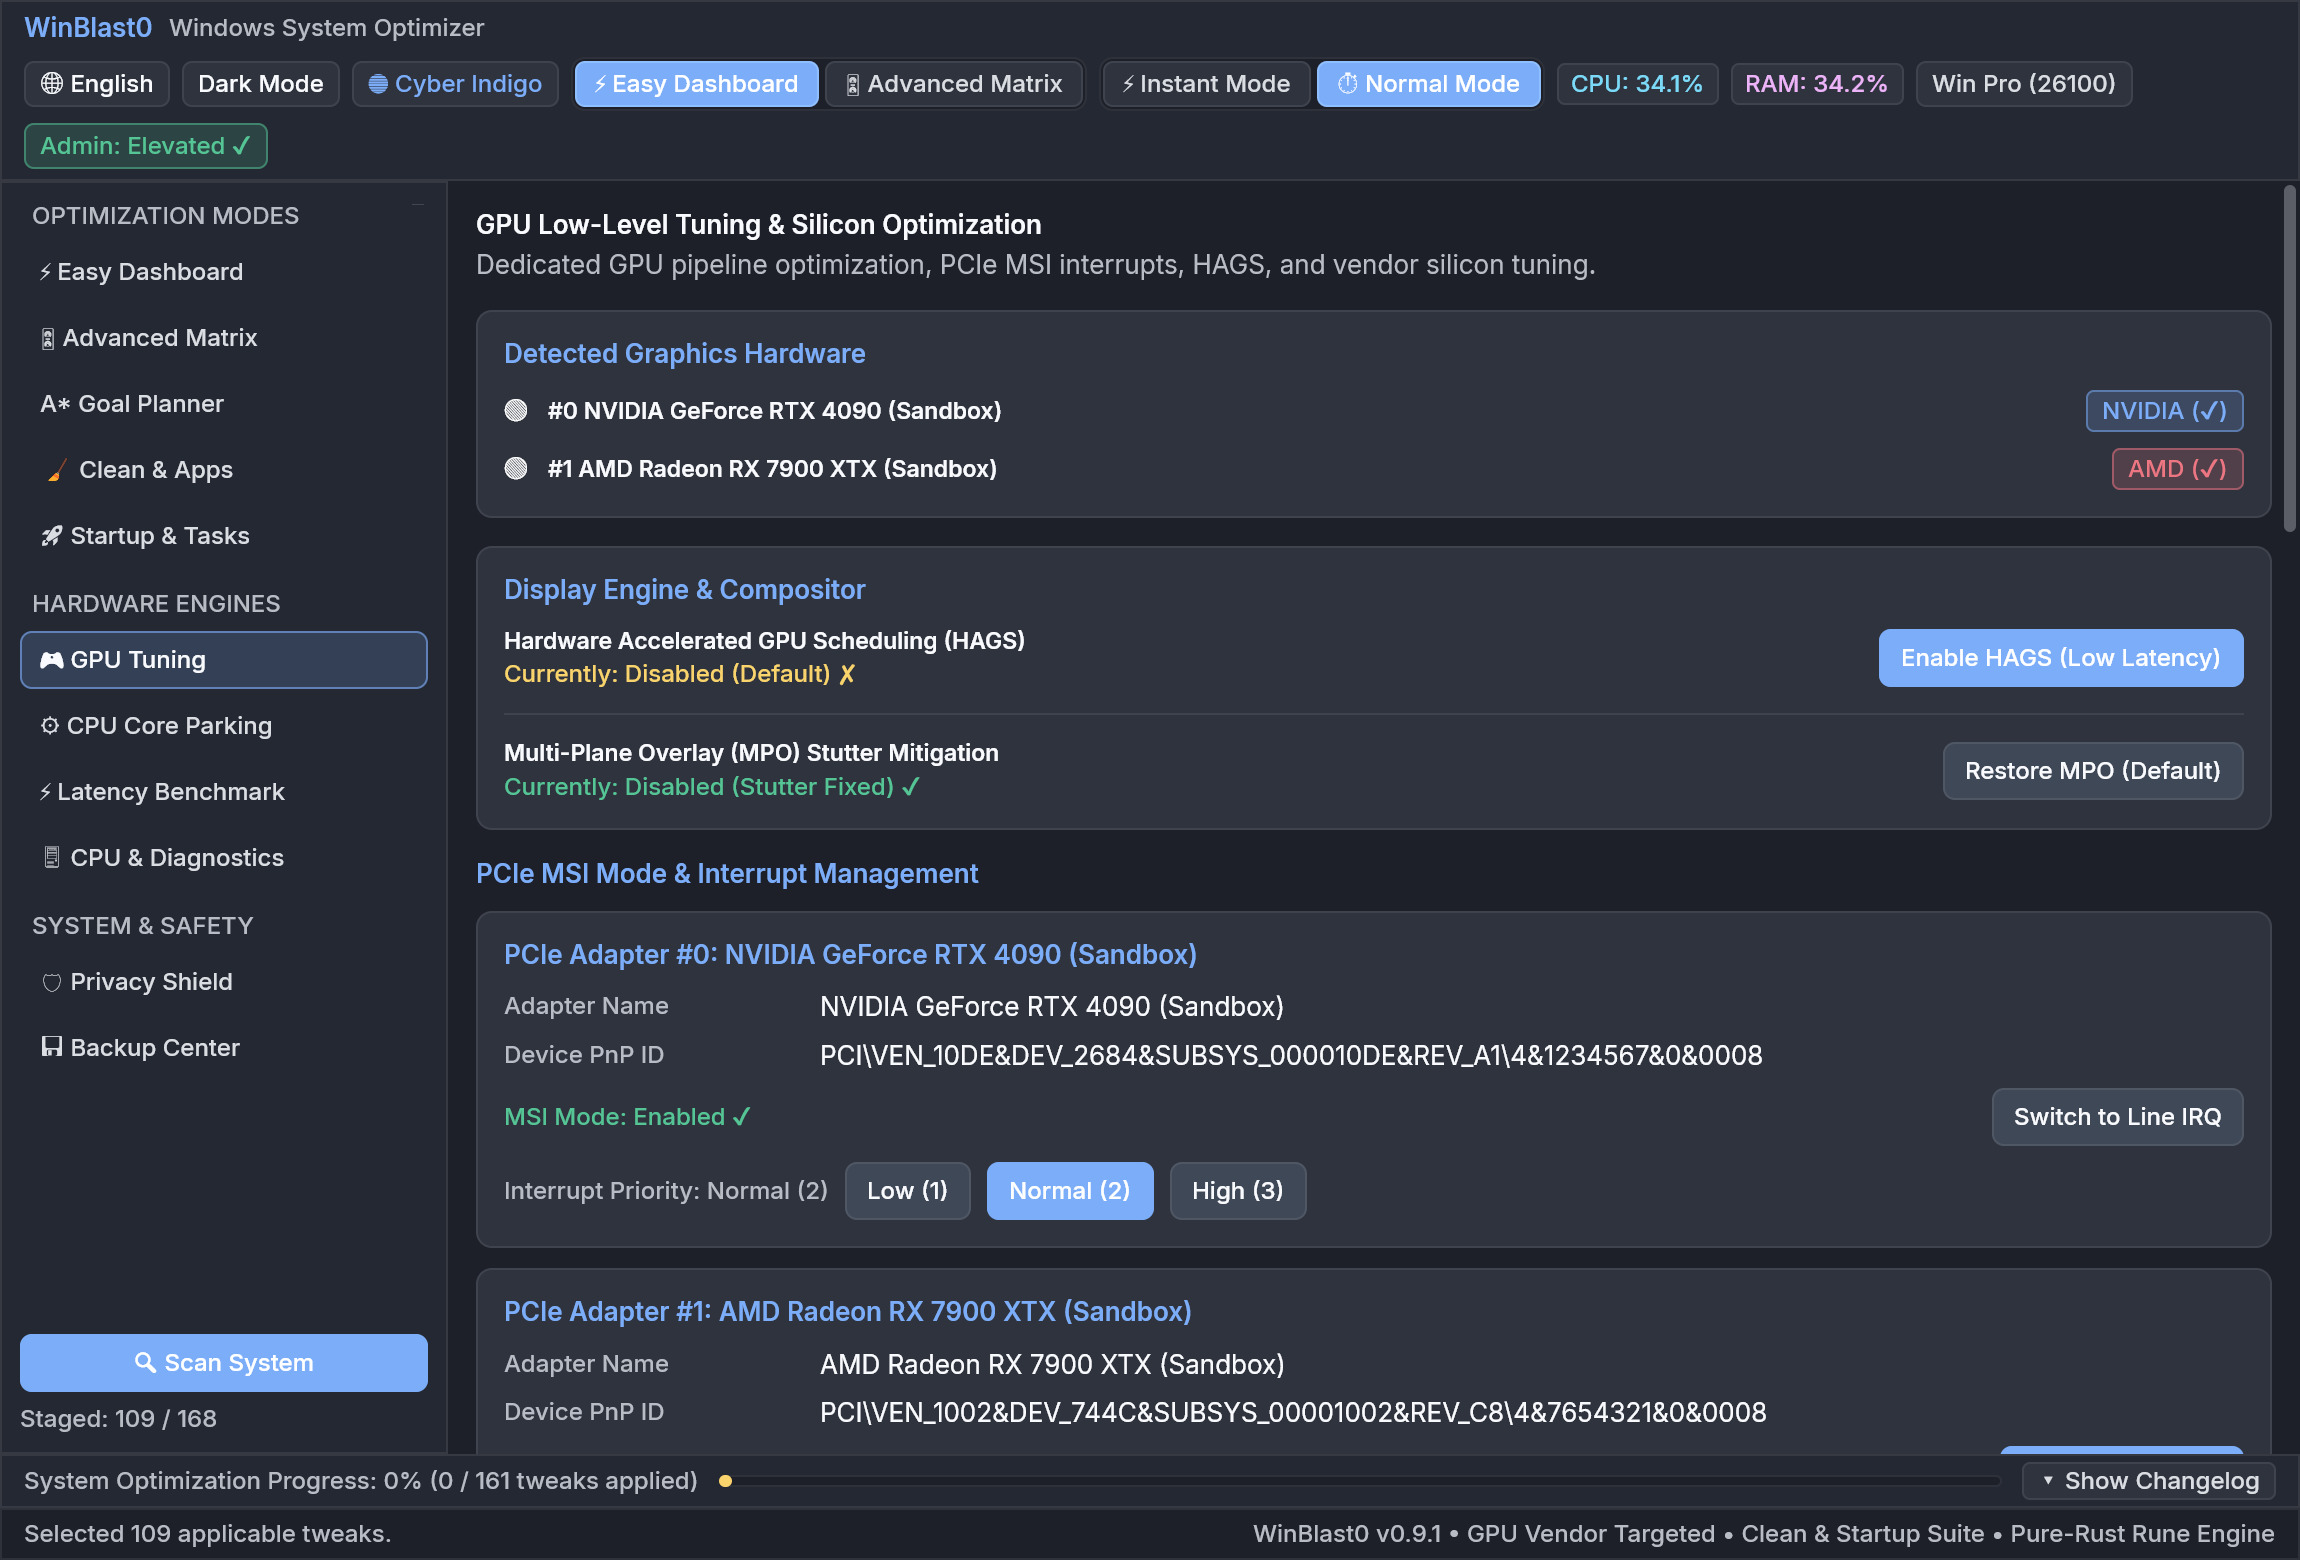 WinBlast0 Windows System Optimizer
English Dark Mode Cyber Indigo ⚡Easy Dashboard Advanced Matrix ⚡Instant Mode ⏱ Normal Mode CPU: 34.1% RAM: 34.2% Win Pro (26100)
Admin: Elevated ✓
OPTIMIZATION MODES
⚡Easy Dashboard
Advanced Matrix
A* Goal Planner
Clean & Apps
Startup & Tasks
HARDWARE ENGINES
GPU Tuning
CPU Core Parking
⚡Latency Benchmark
CPU & Diagnostics
SYSTEM & SAFETY
Privacy Shield
Backup Center
Scan System
Staged: 109 / 168
GPU Low-Level Tuning & Silicon Optimization
Dedicated GPU pipeline optimization, PCIe MSI interrupts, HAGS, and vendor silicon tuning.
Detected Graphics Hardware
#0 NVIDIA GeForce RTX 4090 (Sandbox) NVIDIA (✓)
#1 AMD Radeon RX 7900 XTX (Sandbox) AMD (✓)
Display Engine & Compositor
Hardware Accelerated GPU Scheduling (HAGS)
Currently: Disabled (Default) ✗
Enable HAGS (Low Latency)
Multi-Plane Overlay (MPO) Stutter Mitigation
Currently: Disabled (Stutter Fixed) ✓
Restore MPO (Default)
PCIe MSI Mode & Interrupt Management
PCIe Adapter #0: NVIDIA GeForce RTX 4090 (Sandbox)
Adapter Name NVIDIA GeForce RTX 4090 (Sandbox)
Device PnP ID PCI\VEN_10DE&DEV_2684&SUBSYS_000010DE&REV_A1\4&1234567&0&0008
MSI Mode: Enabled ✓ Switch to Line IRQ
Interrupt Priority: Normal (2) Low (1) Normal (2) High (3)
PCIe Adapter #1: AMD Radeon RX 7900 XTX (Sandbox)
Adapter Name AMD Radeon RX 7900 XTX (Sandbox)
Device PnP ID PCI\VEN_1002&DEV_744C&SUBSYS_00001002&REV_C8\4&7654321&0&0008
System Optimization Progress: 0% (0 / 161 tweaks applied) ▾ Show Changelog
Selected 109 applicable tweaks. WinBlast0 v0.9.1 • GPU Vendor Targeted • Clean & Startup Suite • Pure-Rust Rune Engine